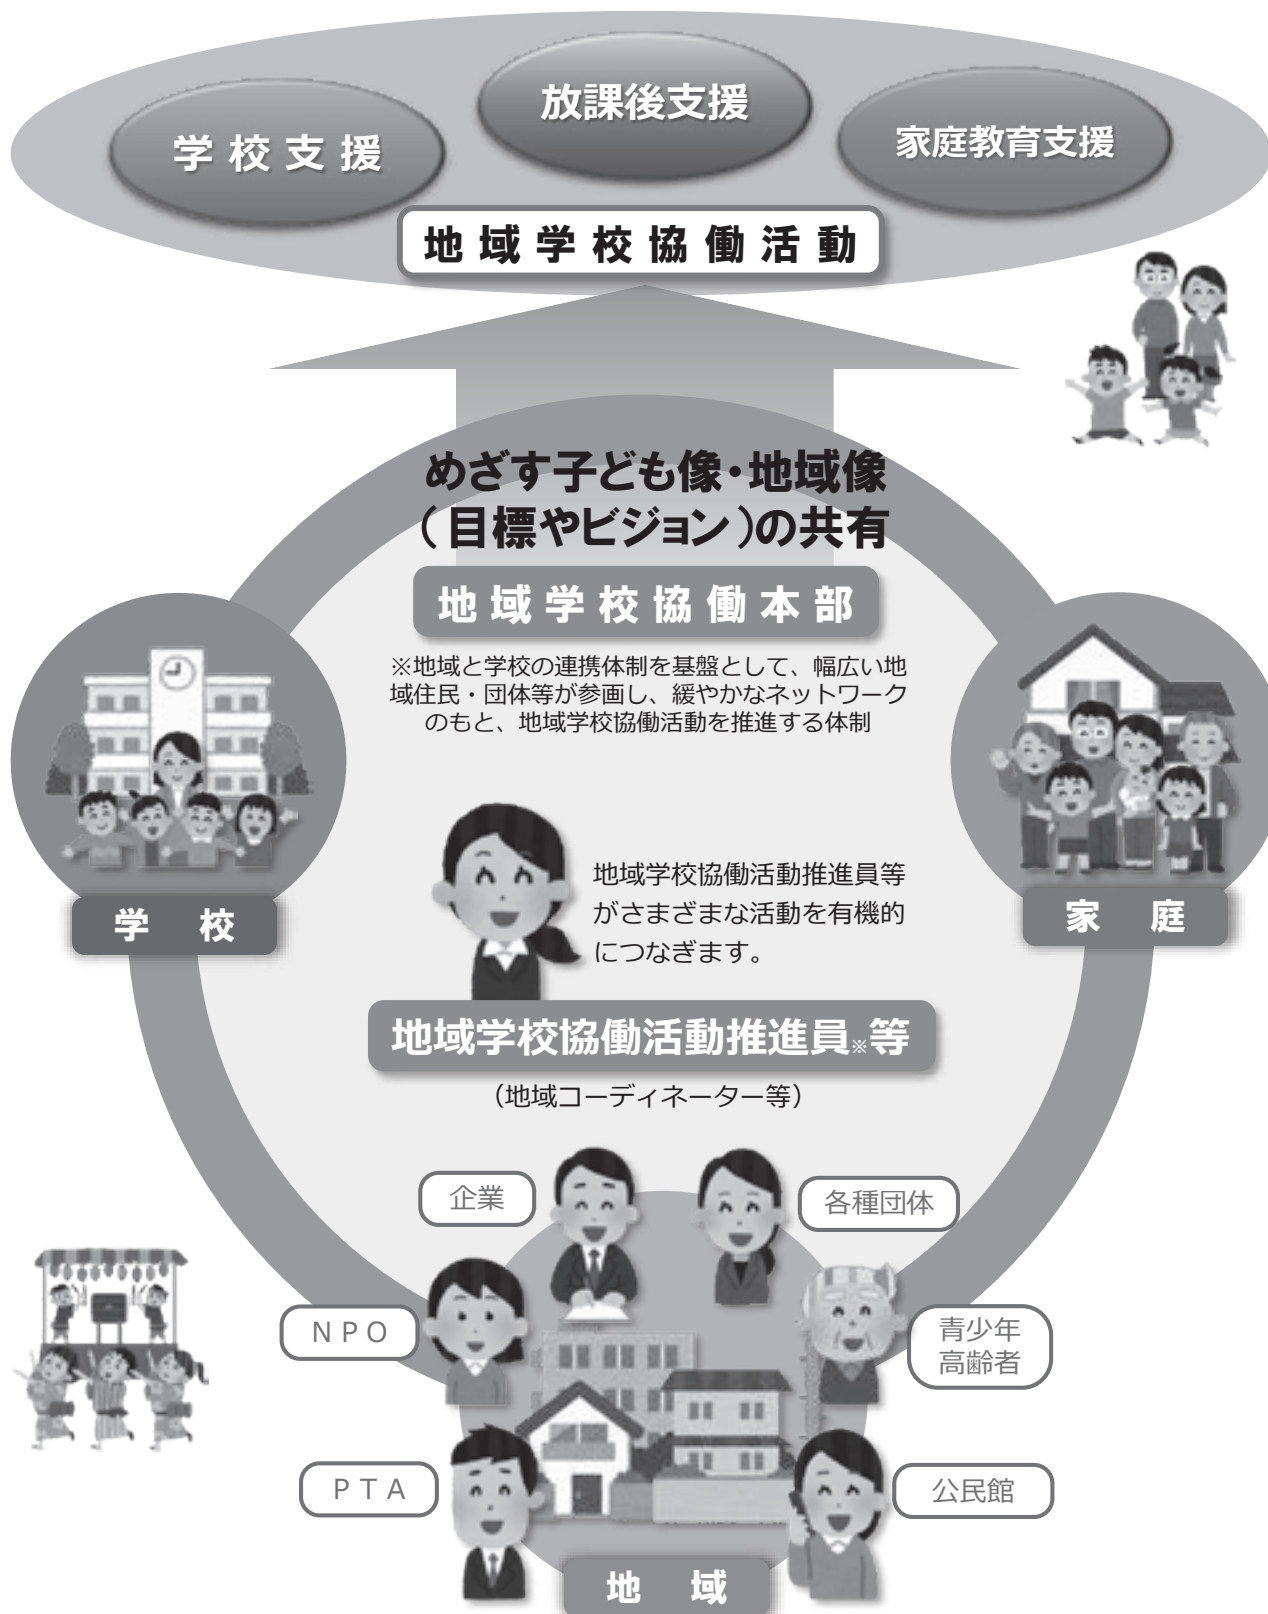 放課後支援
学校支援
家庭教育支援
地域学校協働活動
めざす子ども像・地域像
（目標やビジョン）の共有
地域学校協働本部
※地域と学校の連携体制を基盤として、幅広い地
域住民・団体等が参画し、緩やかなネットワーク
のもと、地域学校協働活動を推進する体制
学校
家庭
地域学校協働活動推進員等
がさまざまな活動を有機的
につなぎます。
地域学校協働活動推進員※等
（地域コーディネーター等）
企業
各種団体
NPO
青少年
高齢者
PTA
公民館
地域